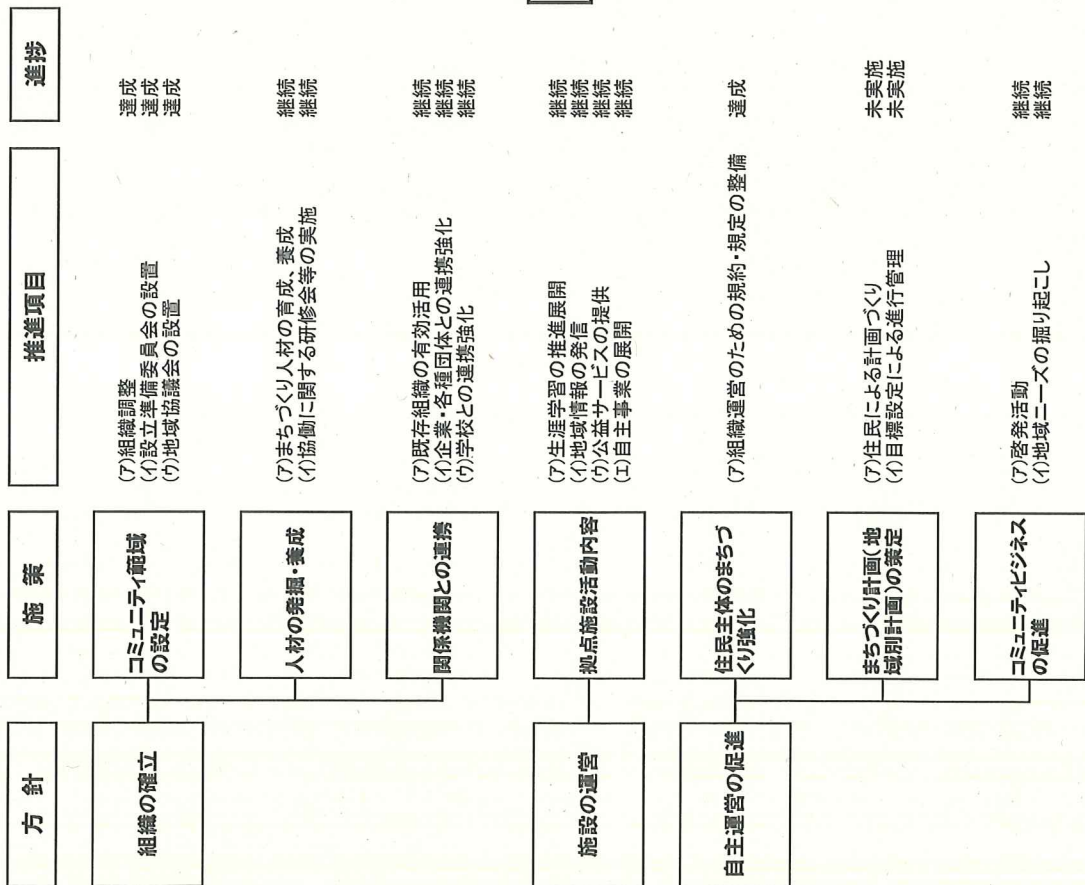 方 針
施 策
推進項目
進捗
組織の確立
コミュニティ範域
の設定
(ア)組織調整
(イ)設立準備委員会の設置
(ウ)地域協議会の設置
達成
達成
達成
人材の発掘・養成
(ア)まちづくり人材の育成、養成
(イ)協働に関する研修会等の実施
継続
継続
関係機関との連携
(ア)既存組織の有効活用
(イ)企業・各種団体との連携強化
(ウ)学校との連携強化
継続
継続
継続
施設の運営
拠点施設活動内容
(ア)生涯学習の推進展開
(イ)地域情報の発信
(ウ)公益サービスの提供
(エ)自主事業の展開
継続
継続
継続
継続
自主運営の促進
住民主体のまちづ
くり強化
(ア)組織運営のための規約・規定の整備
達成
まちづくり計画(地
域別計画)の策定
(ア)住民による計画づくり
(イ)目標設定による進行管理
未実施
未実施
コミュニティビジネス
の促進
(ア)啓発活動
(イ)地域ニーズの掘り起こし
継続
継続